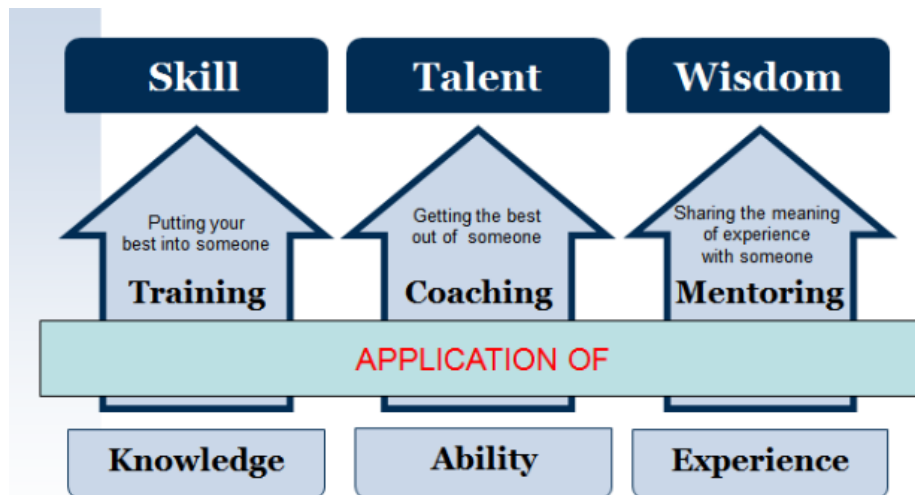 Skill
Talent
Wisdom
Putting your
best into someone
Training
Getting the best
out of someone
Coaching
Sharing the meaning
of experience
with someone
Mentoring
APPLICATION OF
Knowledge
Ability
Experience